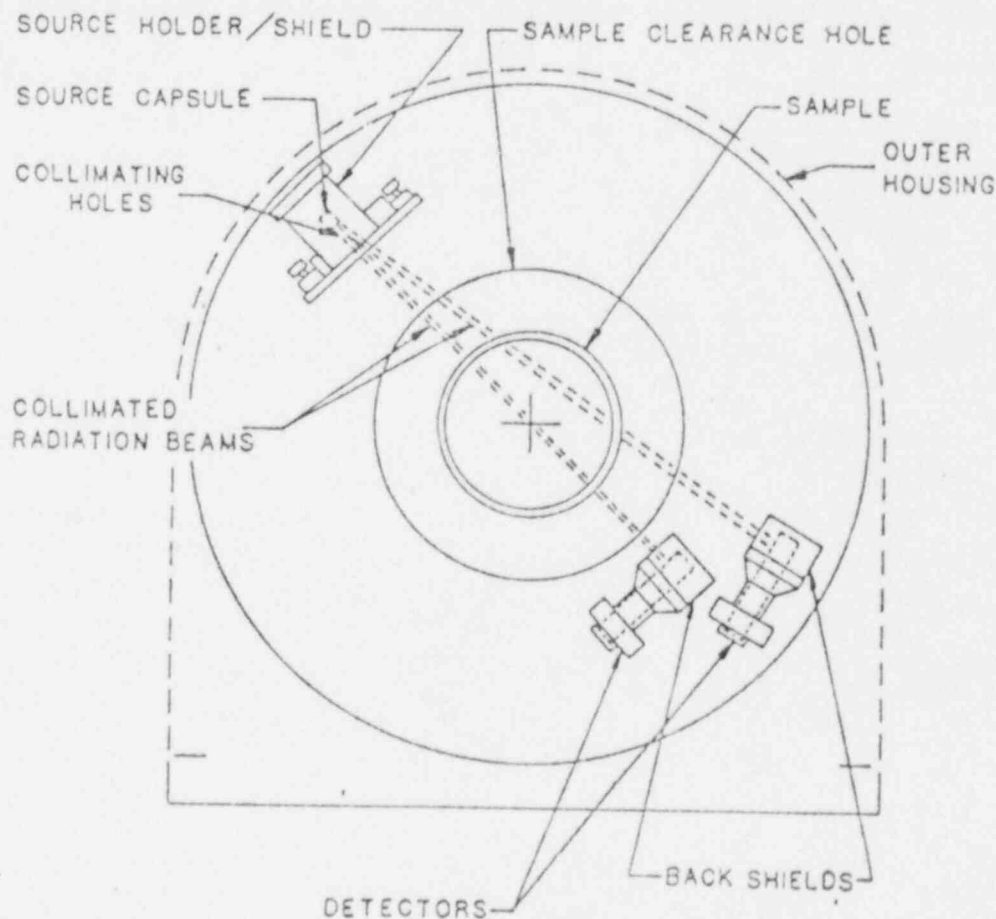 SOURCE HOLDER/SHIELD
SAMPLE CLEARANCE HOLE
SOURCE CAPSULE
SAMPLE
COLLIMATING
HOLES
OUTER
HOUSING
COLLIMATED
RADIATION BEAMS
BACK SHIELDS
DETECTORS